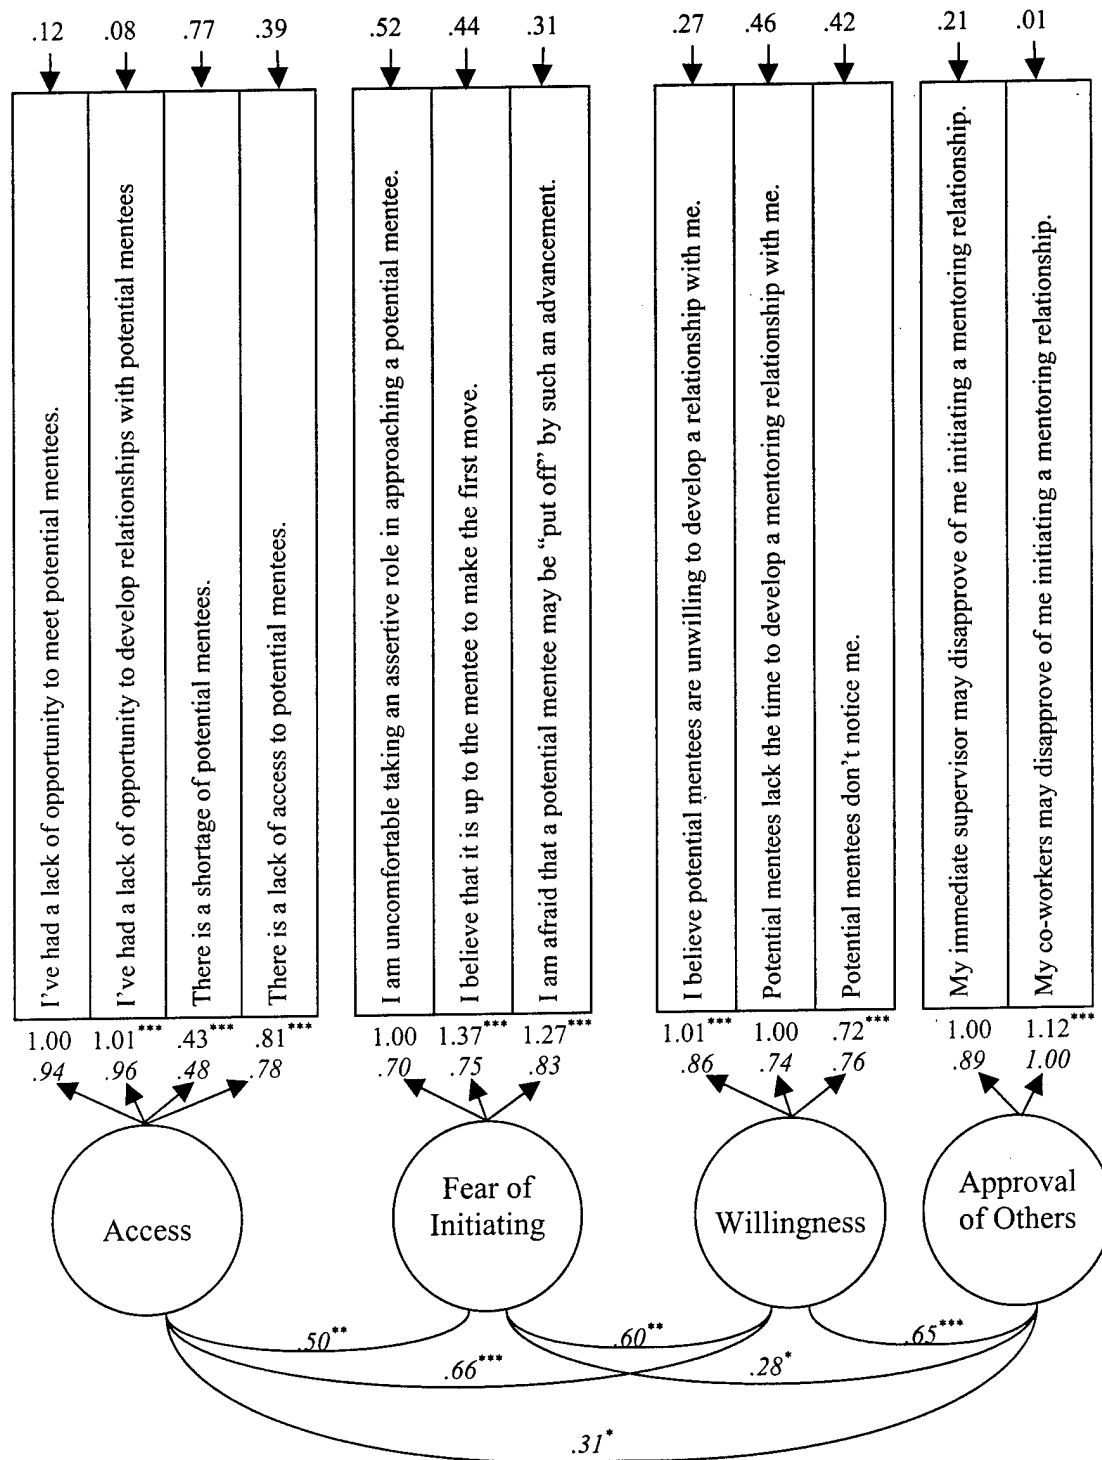 .12 .08 .77 .39 .52 .44 .31 .27 .46 .42 .21 .01
I've had a lack of opportunity to meet potential mentees.
I've had a lack of opportunity to develop relationships with potential mentees
There is a shortage of potential mentees.
There is a lack of access to potential mentees.
I am uncomfortable taking an assertive role in approaching a potential mentee.
I believe that it is up to the mentee to make the first move.
I am afraid that a potential mentee may be “put off” by such an advancement.
I believe potential mentees are unwilling to develop a relationship with me.
Potential mentees lack the time to develop a mentoring relationship with me.
Potential mentees don't notice me.
My immediate supervisor may disapprove of me initiating a mentoring relationship.
My co-workers may disapprove of me initiating a mentoring relationship.
1.00 1.01*** .43*** .81*** 1.00 1.37*** 1.27*** 1.01*** 1.00 .72*** 1.00 1.12***
.94 .96 .48 .78 .70 .75 .83 .86 .74 .76 .89 1.00
Access
Fear of
Initiating
Willingness
Approval
of Others
.50** .60** .65***
.66*** .28*
.31*